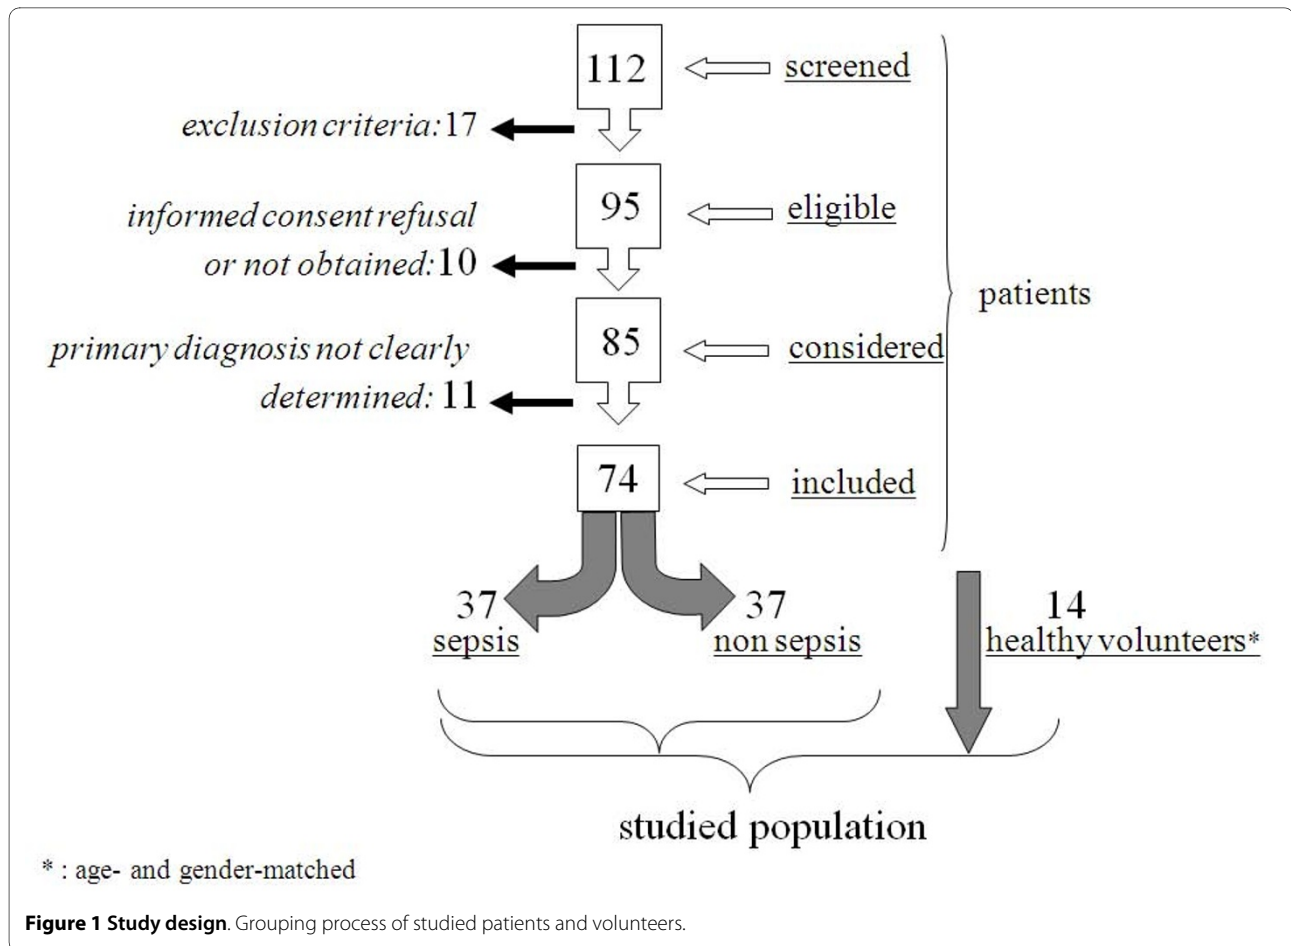 112 screened
exclusion criteria: 17
95 eligible
informed consent refusal
or not obtained: 10
85 considered
patients
primary diagnosis not clearly
determined: 11
74 included
37 37 14
sepsis non sepsis healthy volunteers*
studied population
* : age- and gender-matched
Figure 1 Study design. Grouping process of studied patients and volunteers.